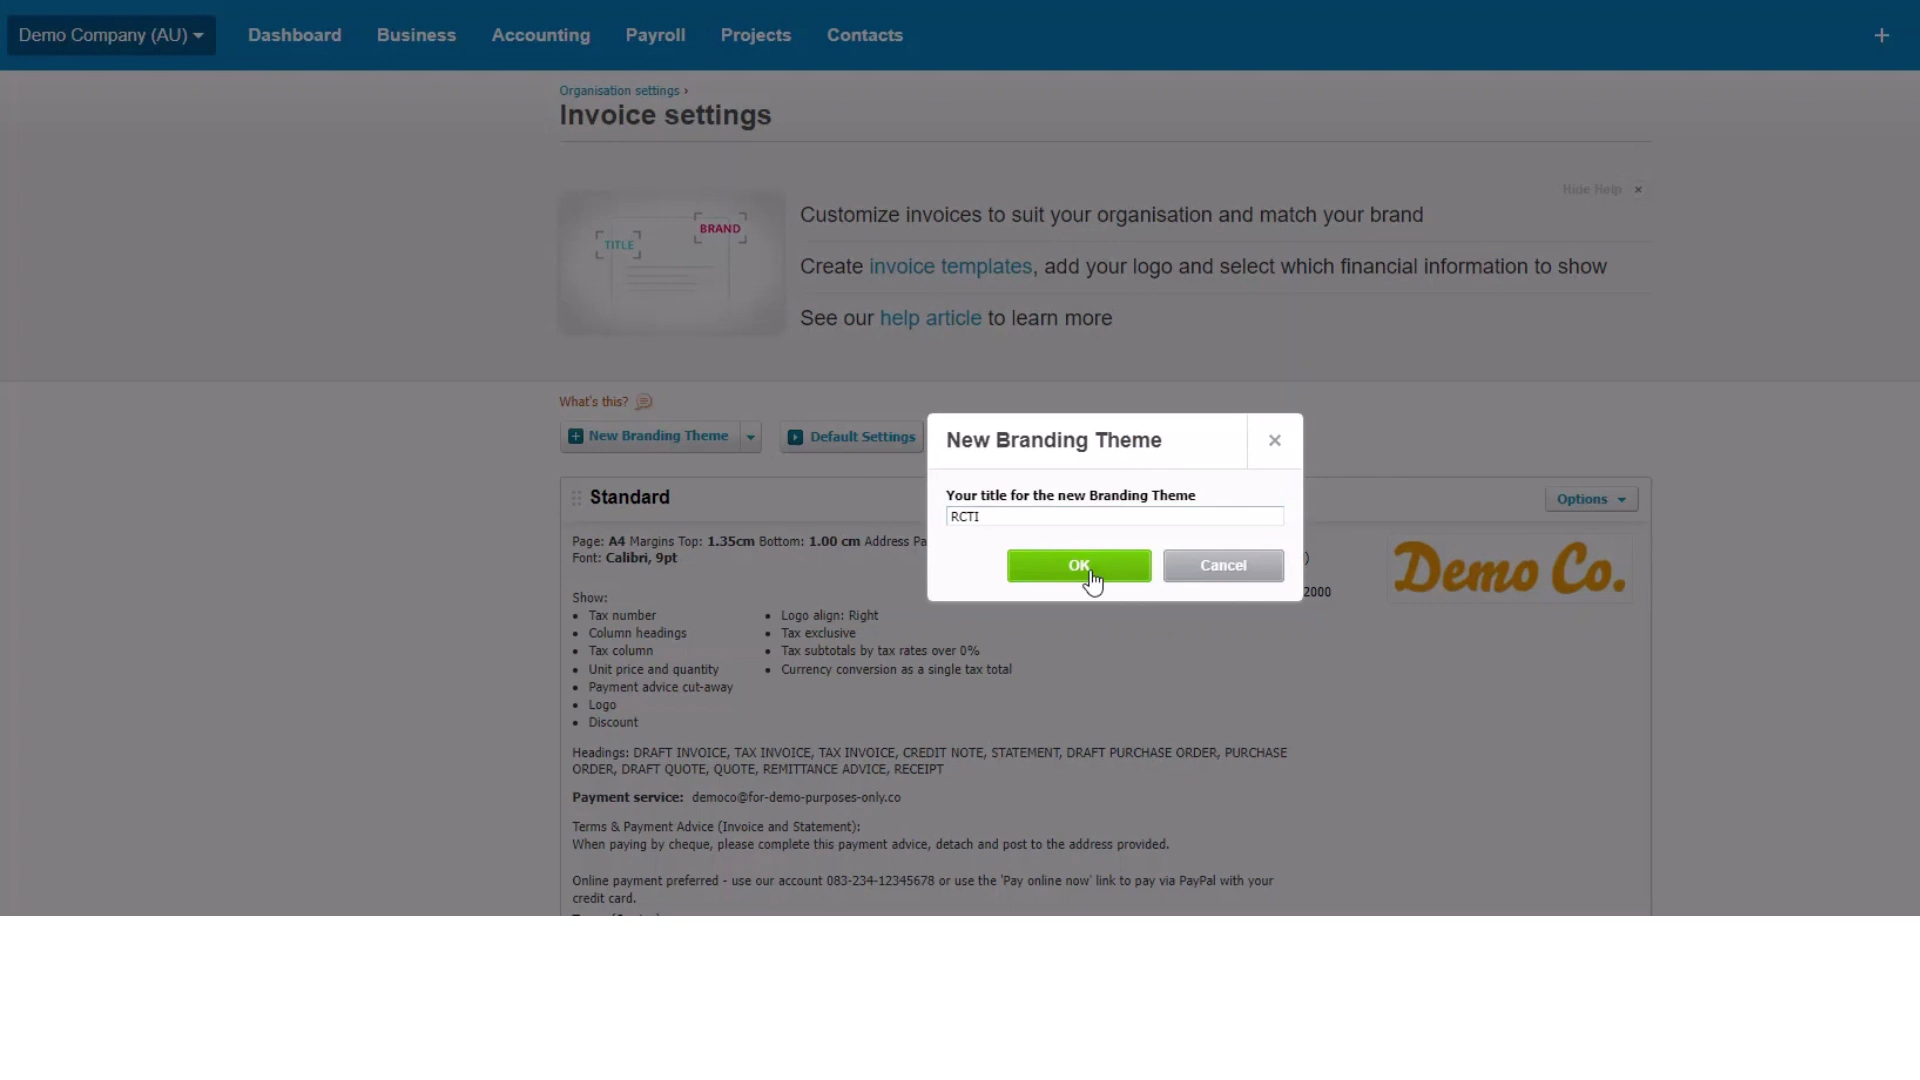 Demo Company (AU)
Dashboard
Business
Accounting
Payroll
Projects
Contacts
+
Organisation settings ›
Invoice settings
Hide Help ×
TITLE
BRAND
Customize invoices to suit your organisation and match your brand
Create invoice templates, add your logo and select which financial information to show
See our help article to learn more
What's this?
New Branding Theme
Default Settings
New Branding Theme
×
Your title for the new Branding Theme
RCTI
OK
Cancel
Standard
Options
Page: A4 Margins Top: 1.35cm Bottom: 1.00 cm Address Pa
)
Font: Calibri, 9pt
2000
Demo Co.
Show:
• Tax number
• Column headings
• Tax column
• Unit price and quantity
• Payment advice cut-away
• Logo
• Discount
• Logo align: Right
• Tax exclusive
• Tax subtotals by tax rates over 0%
• Currency conversion as a single tax total
Headings: DRAFT INVOICE, TAX INVOICE, TAX INVOICE, CREDIT NOTE, STATEMENT, DRAFT PURCHASE ORDER, PURCHASE
ORDER, DRAFT QUOTE, QUOTE, REMITTANCE ADVICE, RECEIPT
Payment service: democo@for-demo-purposes-only.co
Terms & Payment Advice (Invoice and Statement):
When paying by cheque, please complete this payment advice, detach and post to the address provided.
Online payment preferred - use our account 083-234-12345678 or use the 'Pay online now' link to pay via PayPal with your
credit card.